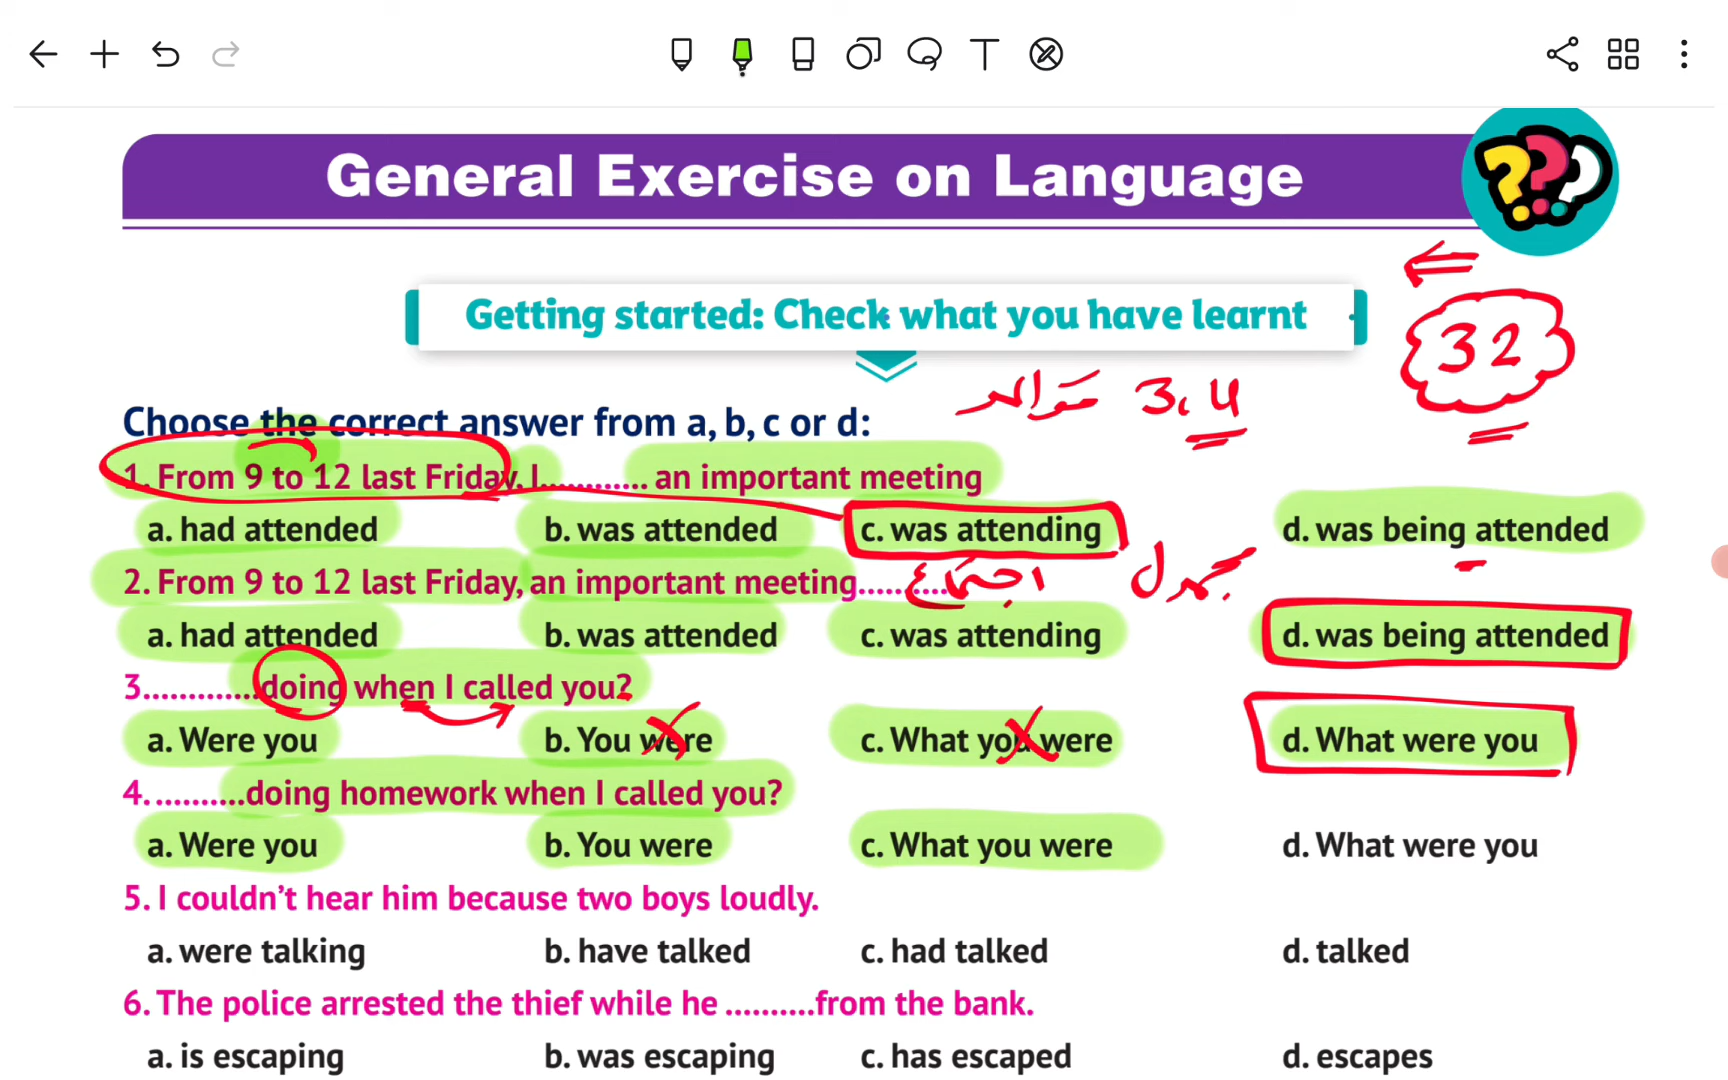 General Exercise on Language
Getting started: Check what you have learnt
32
3، 4
Choose the correct answer from a, b, c or d:
1. From 9 to 12 last Friday, I............ an important meeting
a. had attended b. was attended c. was attending d. was being attended
2. From 9 to 12 last Friday, an important meeting.......... اجتماع
a. had attended b. was attended c. was attending d. was being attended
3.............doing when I called you?
a. Were you b. You were c. What you were d. What were you
4. ..........doing homework when I called you?
a. Were you b. You were c. What you were d. What were you
5. I couldn’t hear him because two boys loudly.
a. were talking b. have talked c. had talked d. talked
6. The police arrested the thief while he ..........from the bank.
a. is escaping b. was escaping c. has escaped d. escapes